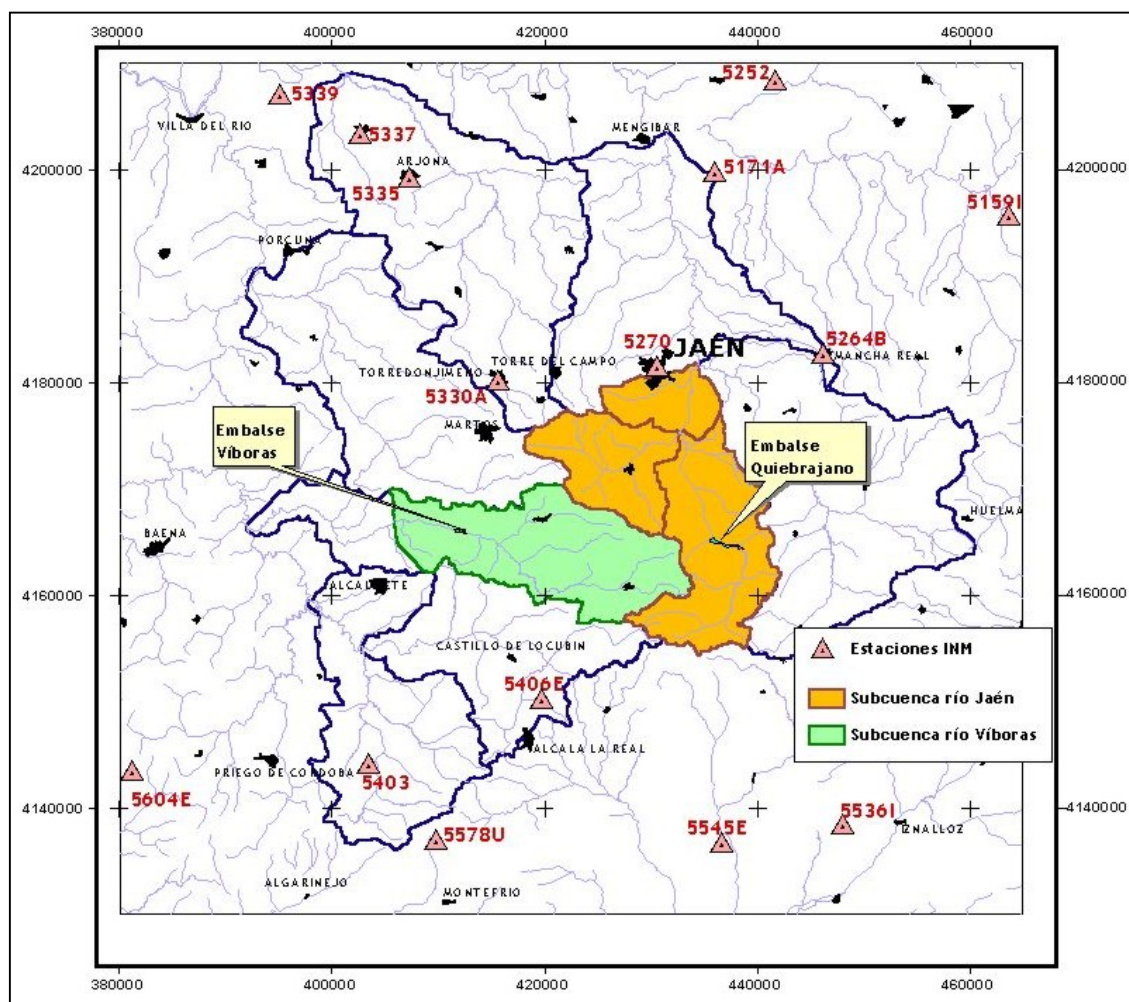 380000
400000
420000
440000
460000
5252
5339
VILLA DEL RIO
5337
MENGIBAR
ARJONA
4200000
4200000
5171A
5335
5159I
PORCUNA
5270
JAÉN
5264B
MANCHA REAL
TORRE DEL CAMPO
TORREDONJIMENO
4180000
4180000
5330A
MARTOS
Embalse
Víboras
Embalse
Quiebrajano
HUELMA
BAENA
ALCAUDETE
4160000
4160000
CASTILLO DE LOCUBIN
Estaciones INM
5406E
Subcuenca río Jaén
Subcuenca río Víboras
ALCALA LA REAL
PRIEGO DE CORDOBA
5403
5604E
4140000
4140000
5578U
5545E
5536I
IZNALLOZ
ALGARINEJO
MONTEFRIO
380000
400000
420000
440000
460000